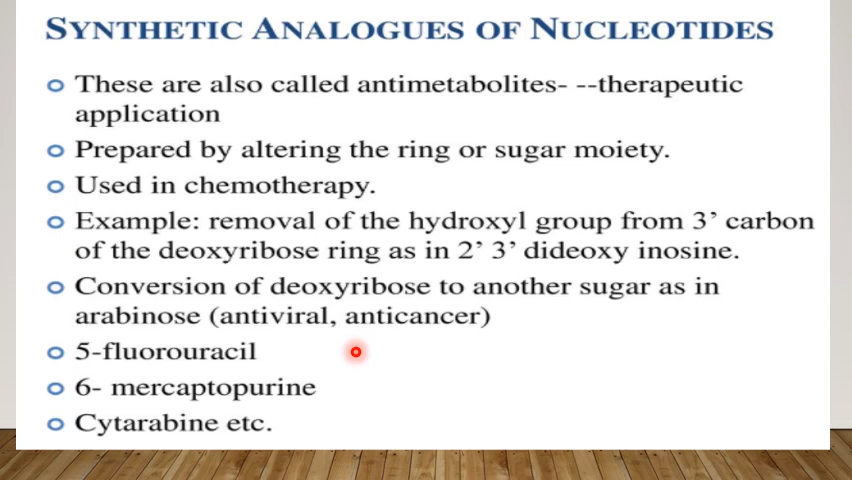 SYNTHETIC ANALOGUES OF NUCLEOTIDES
These are also called antimetabolites- --therapeutic
application
Prepared by altering the ring or sugar moiety.
Used in chemotherapy.
Example: removal of the hydroxyl group from 3’ carbon
of the deoxyribose ring as in 2’ 3’ dideoxy inosine.
Conversion of deoxyribose to another sugar as in
arabinose (antiviral, anticancer)
5-fluorouracil
6- mercaptopurine
Cytarabine etc.